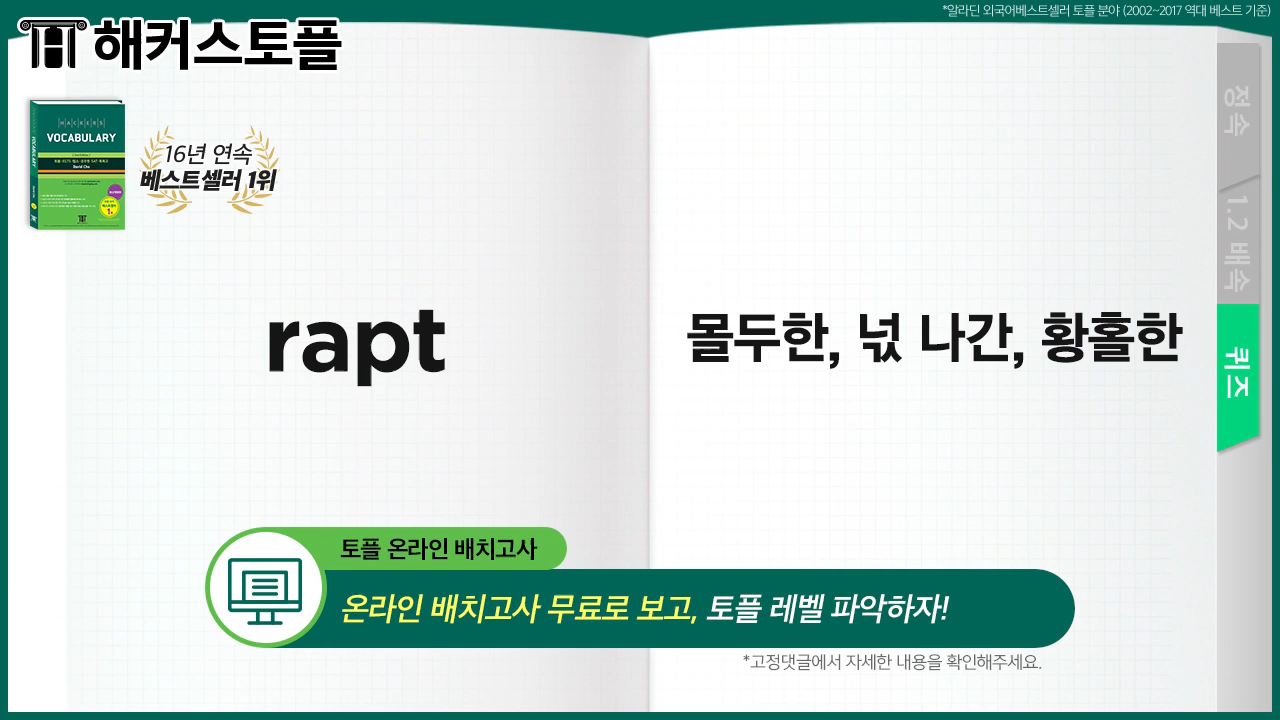 *알라딘 외국어베스트셀러 토플 분야 (2002~2017 역대 베스트 기준)
해커스토플
HACKERS
VOCABULARY
16년 연속
베스트셀러 1위
정속
1.2 배속
퀴즈
rapt
몰두한, 넋 나간, 황홀한
토플 온라인 배치고사
온라인 배치고사 무료로 보고, 토플 레벨 파악하자!
*고정댓글에서 자세한 내용을 확인해주세요.